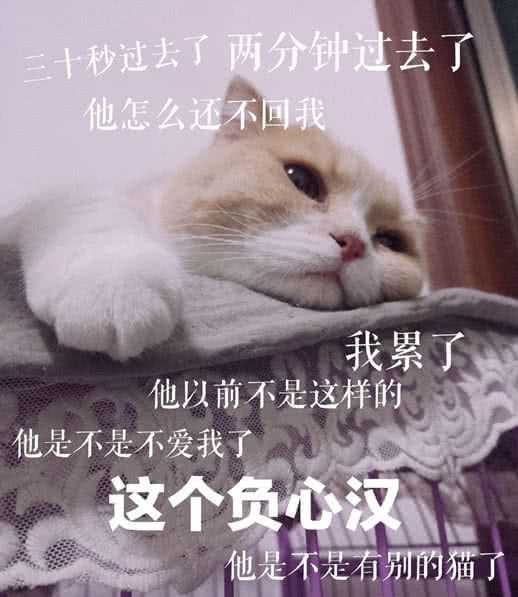 三十秒过去了 两分钟过去了
他怎么还不回我
我累了
他以前不是这样的
他是不是不爱我了
这个负心汉
他是不是有别的猫了